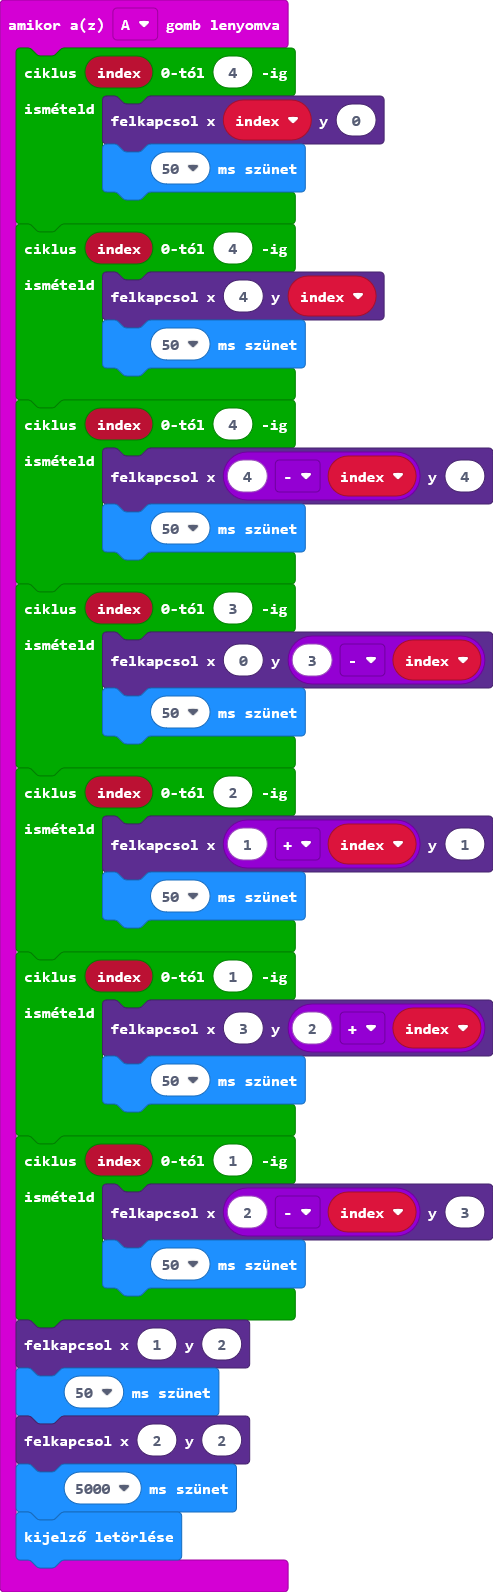 amikor a(z) A gomb lenyomva
ciklus index 0-tól 4 -ig
ismételd
felkapcsol x index y 0
50 ms szünet
ciklus index 0-tól 4 -ig
ismételd
felkapcsol x 4 y index
50 ms szünet
ciklus index 0-tól 4 -ig
ismételd
felkapcsol x 4 - index y 4
50 ms szünet
ciklus index 0-tól 3 -ig
ismételd
felkapcsol x 0 y 3 - index
50 ms szünet
ciklus index 0-tól 2 -ig
ismételd
felkapcsol x 1 + index y 1
50 ms szünet
ciklus index 0-tól 1 -ig
ismételd
felkapcsol x 3 y 2 + index
50 ms szünet
ciklus index 0-tól 1 -ig
ismételd
felkapcsol x 2 - index y 3
50 ms szünet
felkapcsol x 1 y 2
50 ms szünet
felkapcsol x 2 y 2
5000 ms szünet
kijelző letörlése